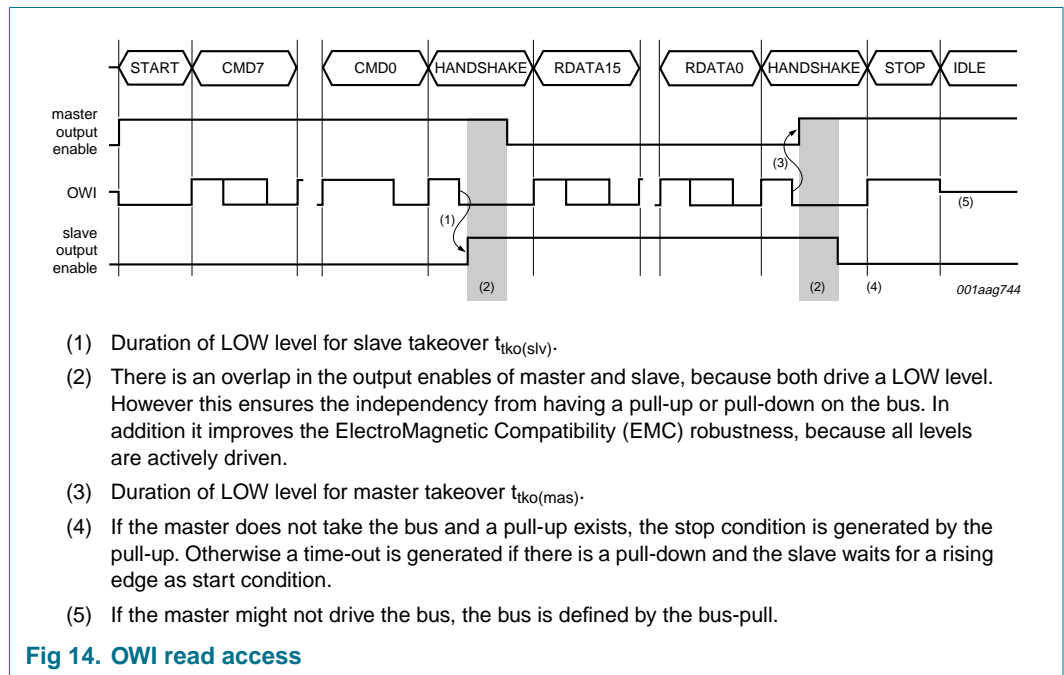 START CMD7 CMD0 HANDSHAKE RDATA15 RDATA0 HANDSHAKE STOP IDLE
master
output
enable
(3)
OWI
(5)
(1)
slave
output
enable
(2) (2) (4)
001aag744
(1) Duration of LOW level for slave takeover ttko(slv).
(2) There is an overlap in the output enables of master and slave, because both drive a LOW level.
However this ensures the independency from having a pull-up or pull-down on the bus. In
addition it improves the ElectroMagnetic Compatibility (EMC) robustness, because all levels
are actively driven.
(3) Duration of LOW level for master takeover ttko(mas).
(4) If the master does not take the bus and a pull-up exists, the stop condition is generated by the
pull-up. Otherwise a time-out is generated if there is a pull-down and the slave waits for a rising
edge as start condition.
(5) If the master might not drive the bus, the bus is defined by the bus-pull.
Fig 14. OWI read access